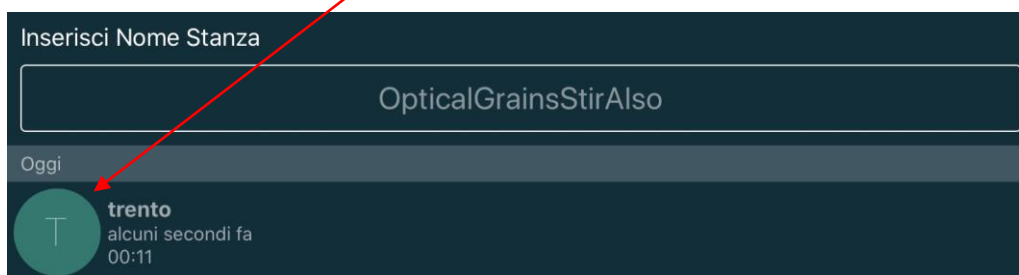 Inserisci Nome Stanza
OpticalGrainsStirAlso
Oggi
T
trento
alcuni secondi fa
00:11